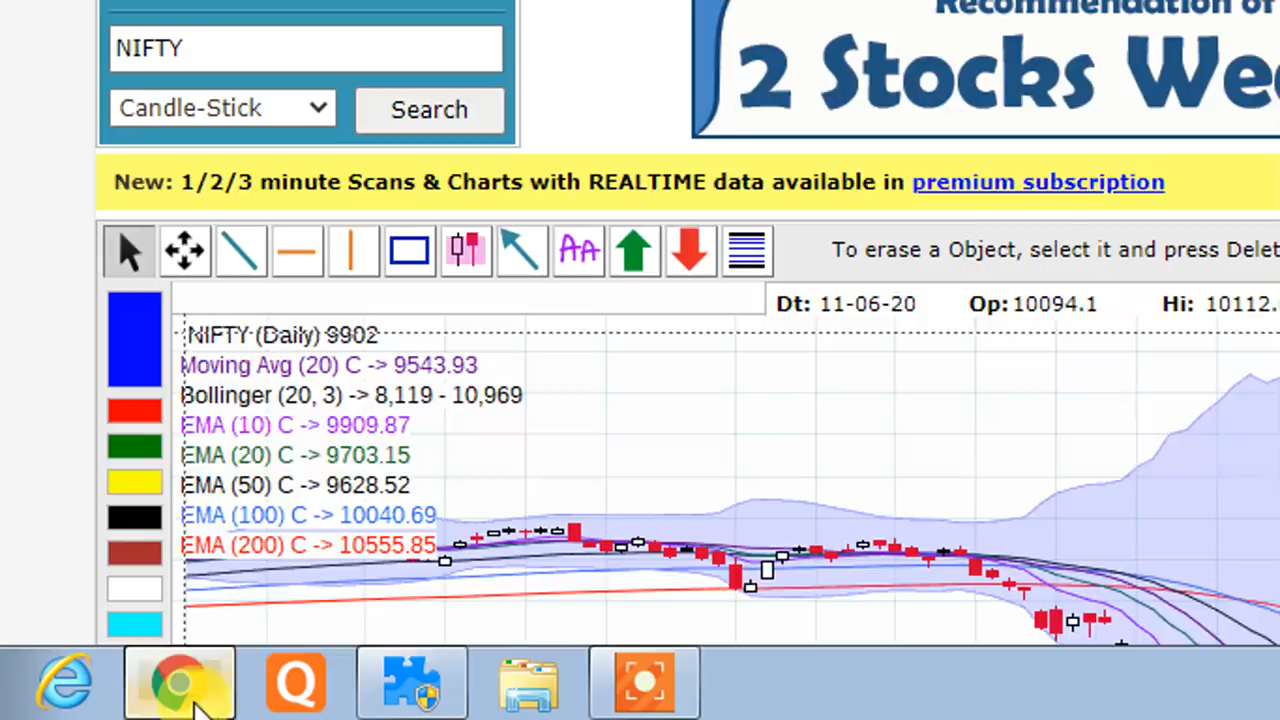 Recommendation of
2 Stocks Wee
NIFTY
Candle-Stick
Search
New: 1/2/3 minute Scans & Charts with REALTIME data available in premium subscription
AA
To erase a Object, select it and press Delet
Dt: 11-06-20 Op:10094.1 Hi: 10112.
NIFTY (Daily) 9902
Moving Avg (20) C -> 9543.93
Bollinger (20, 3) -> 8,119 - 10,969
EMA (10) C -> 9909.87
EMA (20) C -> 9703.15
EMA (50) C -> 9628.52
EMA (100) C -> 10040.69
EMA (200) C -> 10555.85
Q